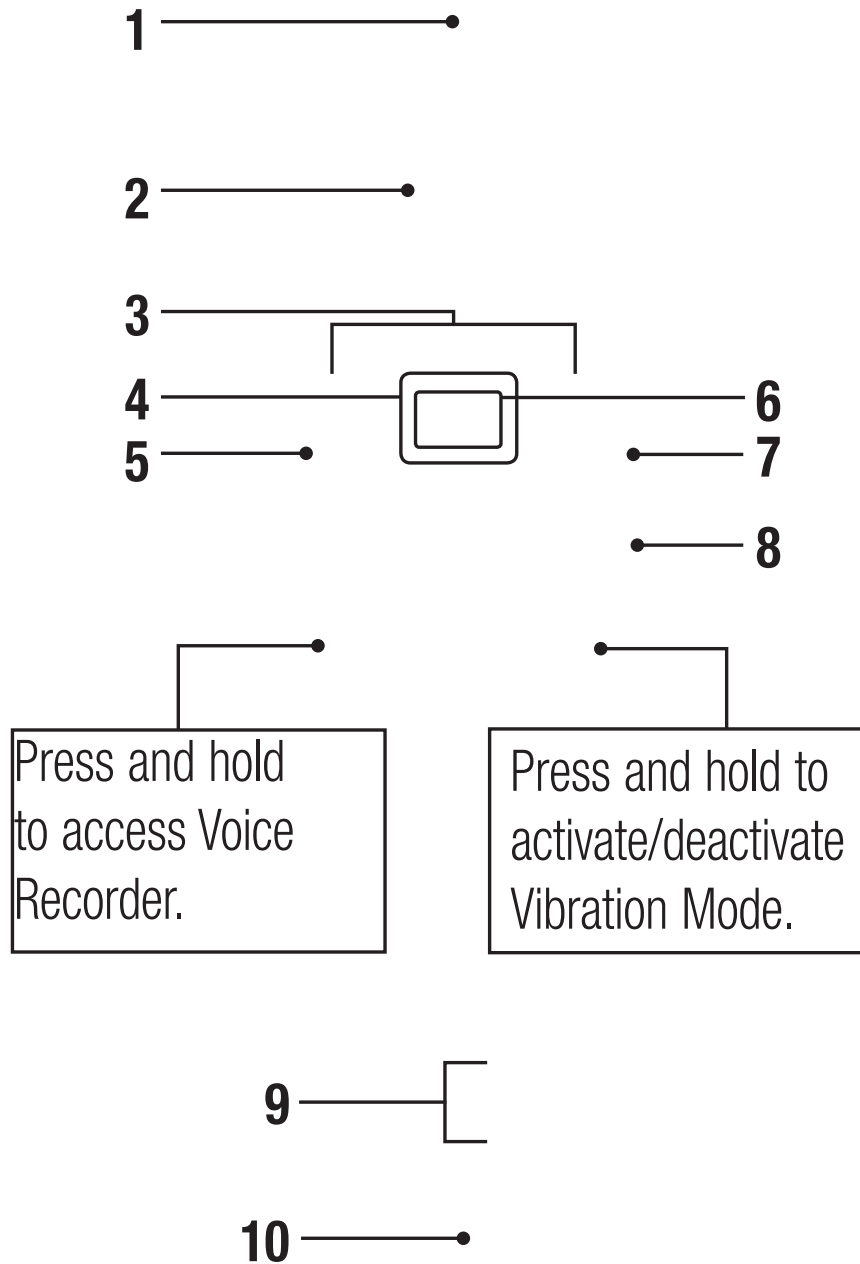 1
2
3
4
6
5
7
8
Press and hold
to access Voice
Recorder.
Press and hold to
activate/deactivate
Vibration Mode.
9
10